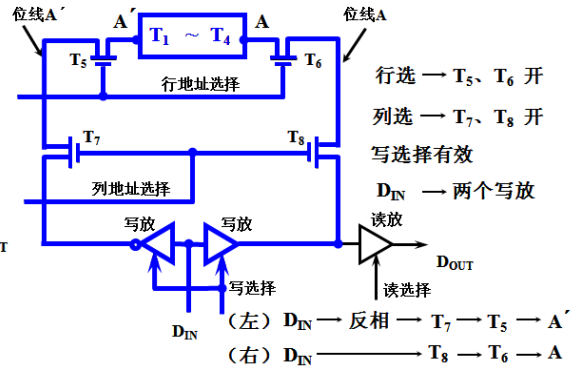 位线A´
A´
T1 ~ T4
A
位线A
T5
T6
行地址选择
行选 → T5、T6 开
T7
T8
列选 → T7、T8 开
写选择有效
列地址选择
DIN → 两个写放
写放
写放
读放
T
DOUT
写选择
读选择
DIN
（左）DIN → 反相 → T7 → T5 → A´
（右）DIN → T8 → T6 → A